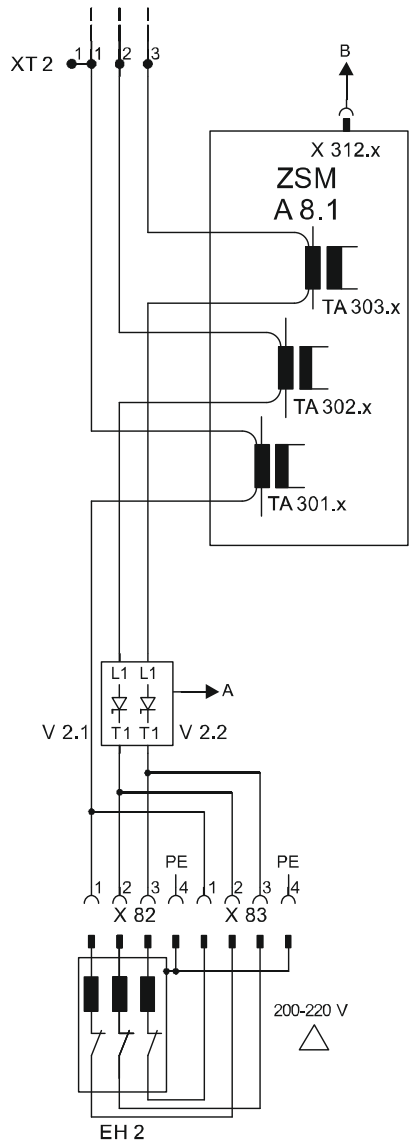 XT 2 1 1 2 3
B
X 312.x
ZSM
A 8.1
TA 303.x
TA 302.x
TA 301.x
L1 L1
A
V 2.1 T1 T1 V 2.2
PE PE
1 2 3 4 1 2 3 4
X 82 X 83
200-220 V
EH 2